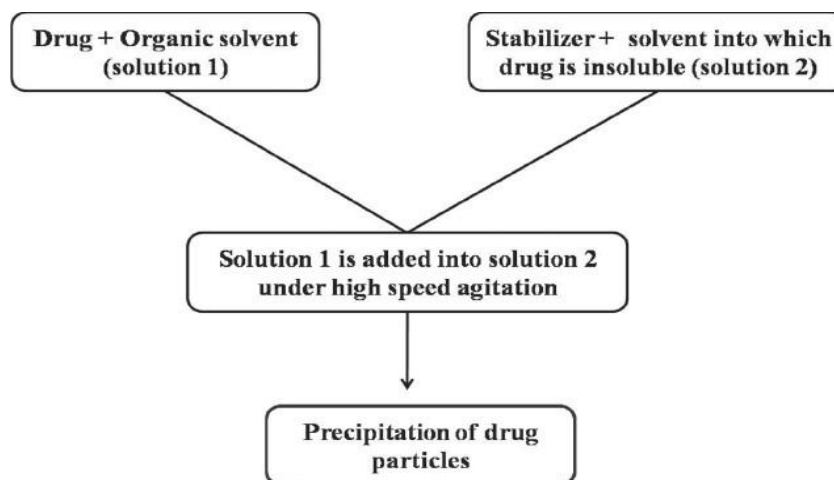 Drug + Organic solvent
(solution 1)
Stabilizer + solvent into which
drug is insoluble (solution 2)
Solution 1 is added into solution 2
under high speed agitation
Precipitation of drug
particles